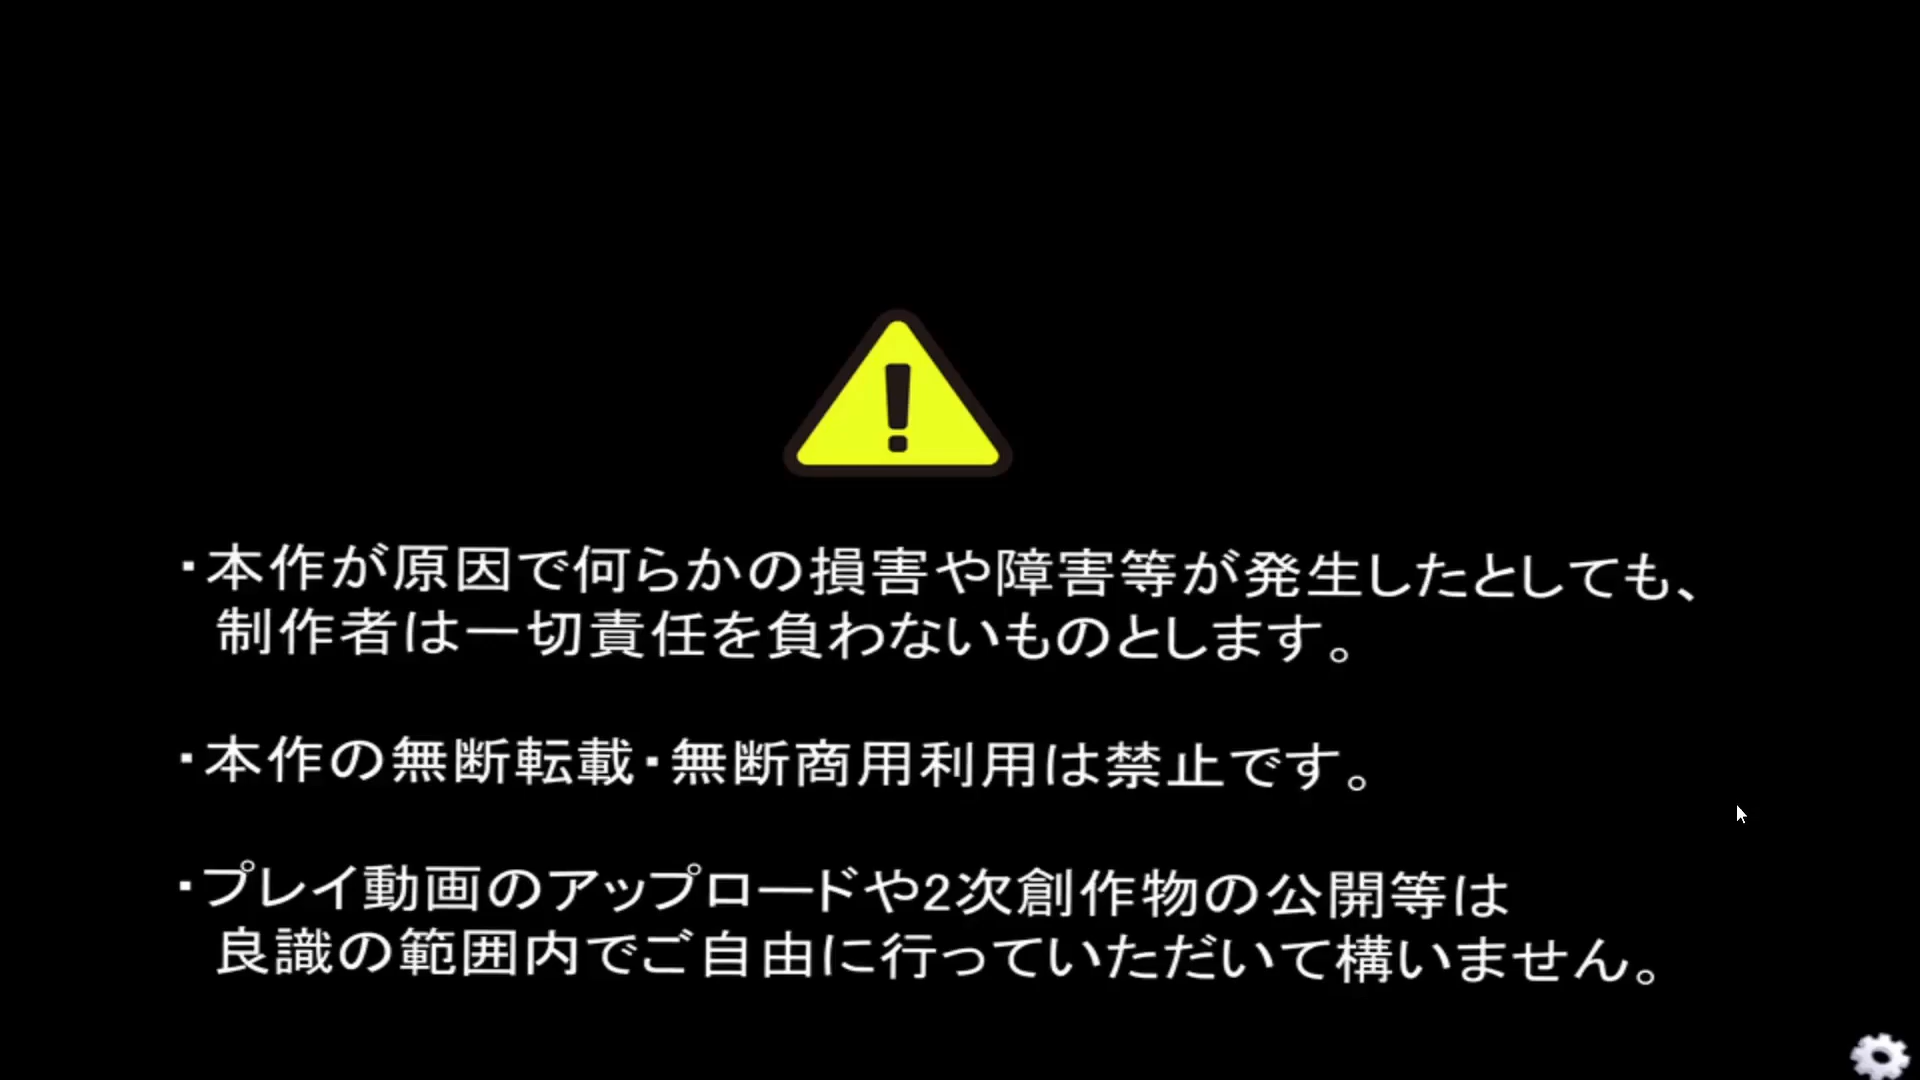 ・本作が原因で何らかの損害や障害等が発生したとしても、
制作者は一切責任を負わないものとします。
・本作の無断転載・無断商用利用は禁止です。
・プレイ動画のアップロードや2次創作物の公開等は
良識の範囲内でご自由に行っていただいて構いません。